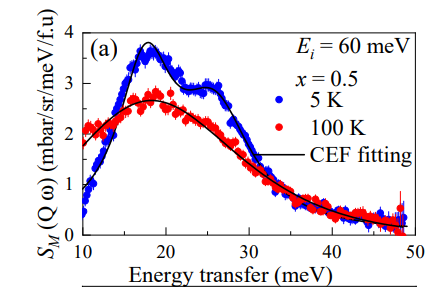 (a)
E_i = 60 meV
x = 0.5
5 K
100 K
CEF fitting
S_M (Q ω) (mbar/sr/meV/f.u)
4
3
2
1
0
10 20 30 40 50
Energy transfer (meV)